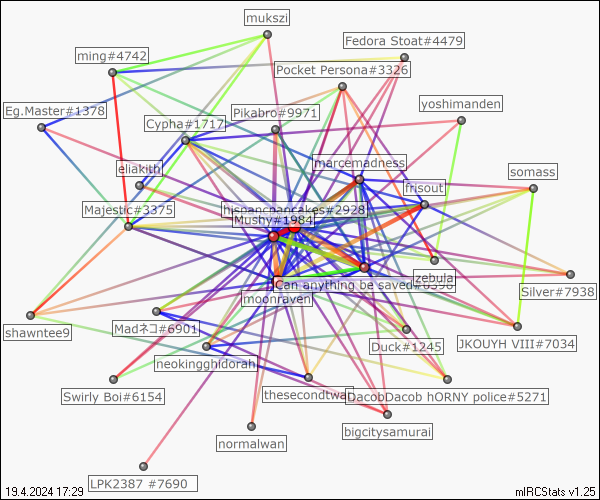 mukszi
Fedora Stoat#4479
ming#4742
Pocket Persona#3326
Eg.Master#1378
yoshimanden
Pikabro#9971
Cypha#1717
marcemadness
eliakith
somass
frisout
Majestic#3375
hispanchancakes#2928
Mushy#1984
zebula
Can anything be saved#6398
Silver#7938
moonraven
shawntee9
Madネコ#6901
JKOUYH VIII#7034
Duck#1245
neokingghidorah
thesecondtwan
DacobDacob hORNY police#5271
Swirly Boi#6154
bigcitysamurai
normalwan
LPK2387 #7690
19.4.2024 17:29
mIRCStats v1.25